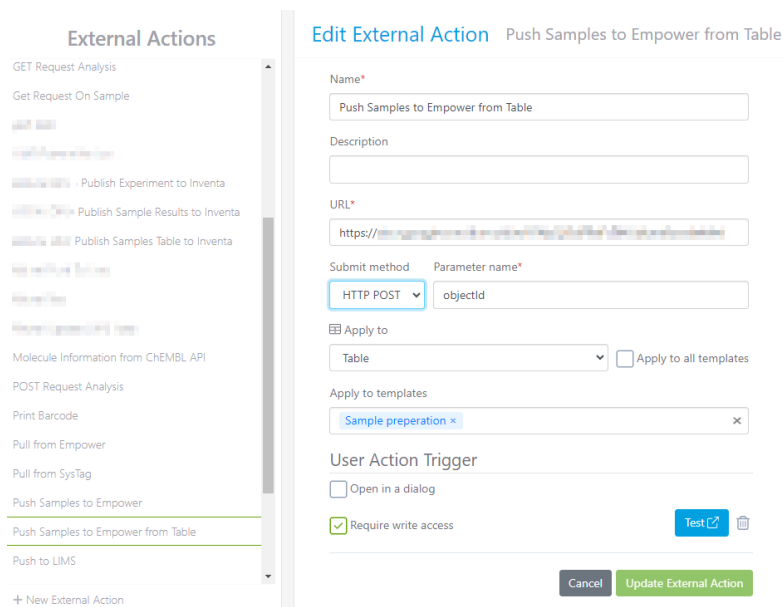 External Actions
GET Request Analysis
Get Request On Sample
- Publish Experiment to Inventa
Publish Sample Results to Inventa
Publish Samples Table to Inventa
Molecule Information from ChEMBL API
POST Request Analysis
Print Barcode
Pull from Empower
Pull from SysTag
Push Samples to Empower
Push Samples to Empower from Table
Push to LIMS
+ New External Action
Edit External Action Push Samples to Empower from Table
Name*
Push Samples to Empower from Table
Description
URL*
https://
Submit method Parameter name*
HTTP POST objectId
Apply to
Table Apply to all templates
Apply to templates
Sample preperation ×
User Action Trigger
Open in a dialog
Require write access Test
Cancel Update External Action